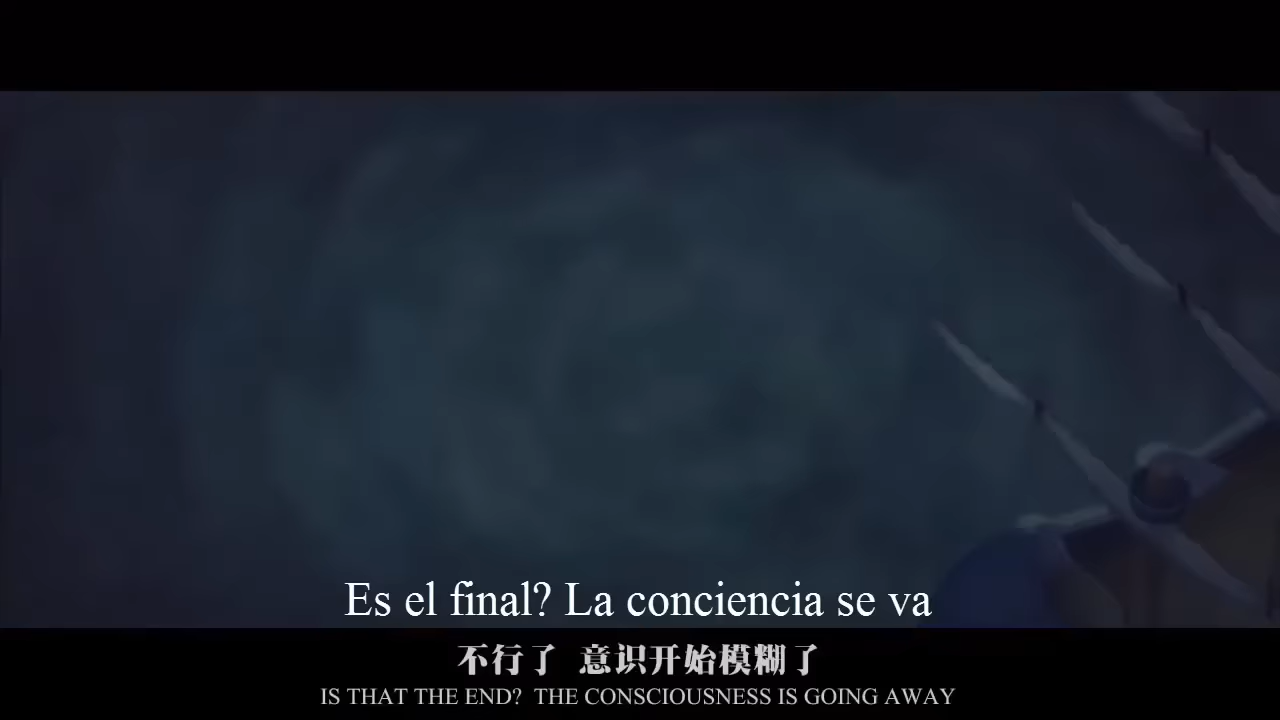 Es el final? La conciencia se va
不行了 意识开始模糊了
IS THAT THE END? THE CONSCIOUSNESS IS GOING AWAY